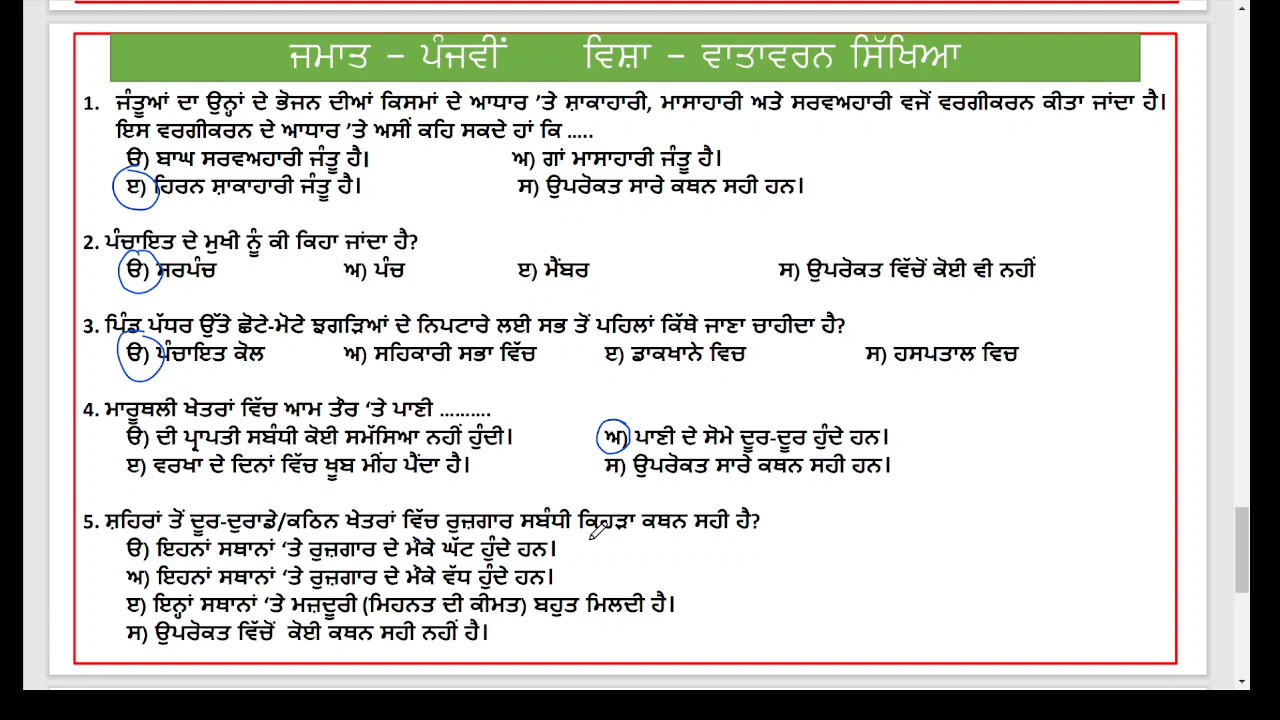 ਜਮਾਤ – ਪੰਜਵੀਂ ਵਿਸ਼ਾ – ਵਾਤਾਵਰਨ ਸਿੱਖਿਆ
1. ਜੰਤੂਆਂ ਦਾ ਉਨ੍ਹਾਂ ਦੇ ਭੋਜਨ ਦੀਆਂ ਕਿਸਮਾਂ ਦੇ ਆਧਾਰ ’ਤੇ ਸ਼ਾਕਾਹਾਰੀ, ਮਾਸਾਹਾਰੀ ਅਤੇ ਸਰਵਅਹਾਰੀ ਵਜੋਂ ਵਰਗੀਕਰਨ ਕੀਤਾ ਜਾਂਦਾ ਹੈ।
ਇਸ ਵਰਗੀਕਰਨ ਦੇ ਆਧਾਰ ’ਤੇ ਅਸੀਂ ਕਹਿ ਸਕਦੇ ਹਾਂ ਕਿ .....
ੳ) ਬਾਘ ਸਰਵਅਹਾਰੀ ਜੰਤੂ ਹੈ। ਅ) ਗਾਂ ਮਾਸਾਹਾਰੀ ਜੰਤੂ ਹੈ।
ੲ) ਹਿਰਨ ਸ਼ਾਕਾਹਾਰੀ ਜੰਤੂ ਹੈ। ਸ) ਉਪਰੋਕਤ ਸਾਰੇ ਕਥਨ ਸਹੀ ਹਨ।
2. ਪੰਚਾਇਤ ਦੇ ਮੁਖੀ ਨੂੰ ਕੀ ਕਿਹਾ ਜਾਂਦਾ ਹੈ?
ੳ) ਸਰਪੰਚ ਅ) ਪੰਚ ੲ) ਮੈਂਬਰ ਸ) ਉਪਰੋਕਤ ਵਿੱਚੋਂ ਕੋਈ ਵੀ ਨਹੀਂ
3. ਪਿੰਡ ਪੱਧਰ ਉੱਤੇ ਛੋਟੇ-ਮੋਟੇ ਝਗੜਿਆਂ ਦੇ ਨਿਪਟਾਰੇ ਲਈ ਸਭ ਤੋਂ ਪਹਿਲਾਂ ਕਿੱਥੇ ਜਾਣਾ ਚਾਹੀਦਾ ਹੈ?
ੳ) ਪੰਚਾਇਤ ਕੋਲ ਅ) ਸਹਿਕਾਰੀ ਸਭਾ ਵਿੱਚ ੲ) ਡਾਕਖਾਨੇ ਵਿਚ ਸ) ਹਸਪਤਾਲ ਵਿਚ
4. ਮਾਰੂਥਲੀ ਖੇਤਰਾਂ ਵਿੱਚ ਆਮ ਤੌਰ ‘ਤੇ ਪਾਣੀ ..........
ੳ) ਦੀ ਪ੍ਰਾਪਤੀ ਸਬੰਧੀ ਕੋਈ ਸਮੱਸਿਆ ਨਹੀਂ ਹੁੰਦੀ। ਅ) ਪਾਣੀ ਦੇ ਸੋਮੇ ਦੂਰ-ਦੂਰ ਹੁੰਦੇ ਹਨ।
ੲ) ਵਰਖਾ ਦੇ ਦਿਨਾਂ ਵਿੱਚ ਖੂਬ ਮੀਂਹ ਪੈਂਦਾ ਹੈ। ਸ) ਉਪਰੋਕਤ ਸਾਰੇ ਕਥਨ ਸਹੀ ਹਨ।
5. ਸ਼ਹਿਰਾਂ ਤੋਂ ਦੂਰ-ਦੁਰਾਡੇ/ਕਠਿਨ ਖੇਤਰਾਂ ਵਿੱਚ ਰੁਜ਼ਗਾਰ ਸਬੰਧੀ ਕਿਹੜਾ ਕਥਨ ਸਹੀ ਹੈ?
ੳ) ਇਹਨਾਂ ਸਥਾਨਾਂ ‘ਤੇ ਰੁਜ਼ਗਾਰ ਦੇ ਮੌਕੇ ਘੱਟ ਹੁੰਦੇ ਹਨ।
ਅ) ਇਹਨਾਂ ਸਥਾਨਾਂ ‘ਤੇ ਰੁਜ਼ਗਾਰ ਦੇ ਮੌਕੇ ਵੱਧ ਹੁੰਦੇ ਹਨ।
ੲ) ਇਨ੍ਹਾਂ ਸਥਾਨਾਂ ‘ਤੇ ਮਜ਼ਦੂਰੀ (ਮਿਹਨਤ ਦੀ ਕੀਮਤ) ਬਹੁਤ ਮਿਲਦੀ ਹੈ।
ਸ) ਉਪਰੋਕਤ ਵਿੱਚੋਂ ਕੋਈ ਕਥਨ ਸਹੀ ਨਹੀਂ ਹੈ।